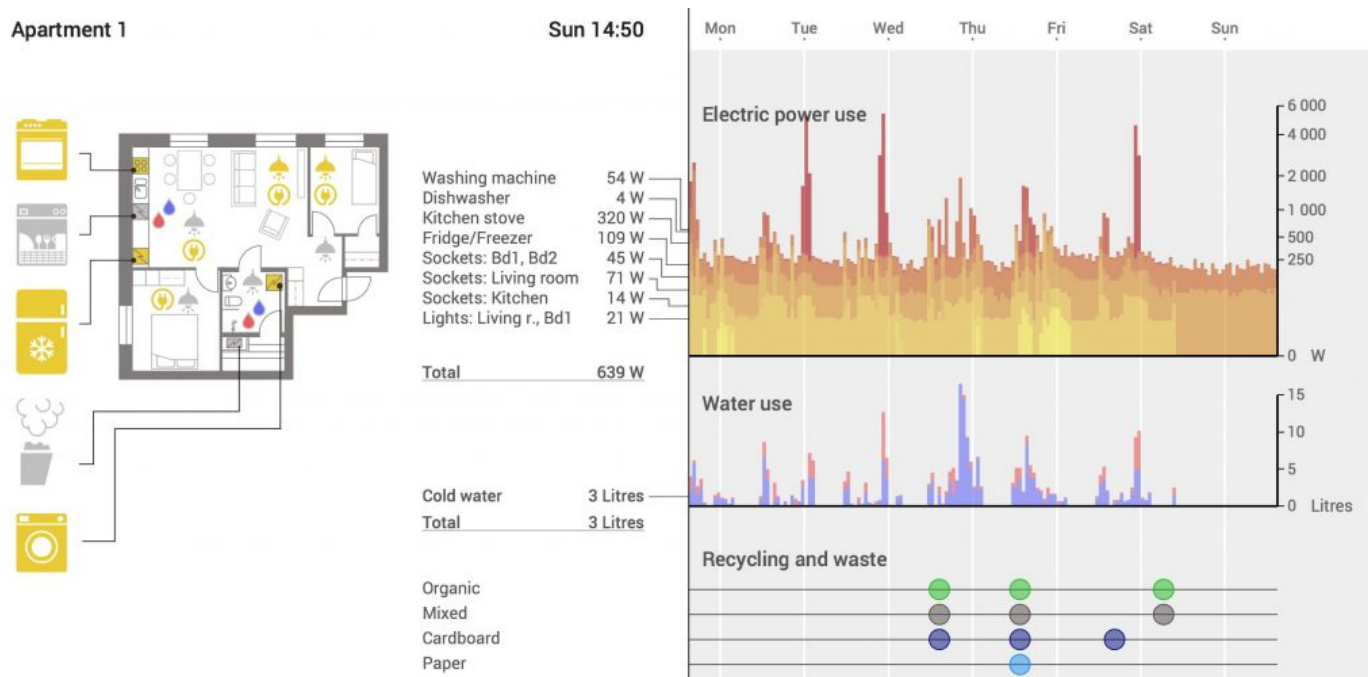 Apartment 1 Sun 14:50
Mon Tue Wed Thu Fri Sat Sun
Electric power use
6 000
4 000
2 000
1 000
500
250
0 W
Washing machine 54 W
Dishwasher 4 W
Kitchen stove 320 W
Fridge/Freezer 109 W
Sockets: Bd1, Bd2 45 W
Sockets: Living room 71 W
Sockets: Kitchen 14 W
Lights: Living r., Bd1 21 W
Total 639 W
Water use
15
10
5
0 Litres
Cold water 3 Litres
Total 3 Litres
Recycling and waste
Organic
Mixed
Cardboard
Paper